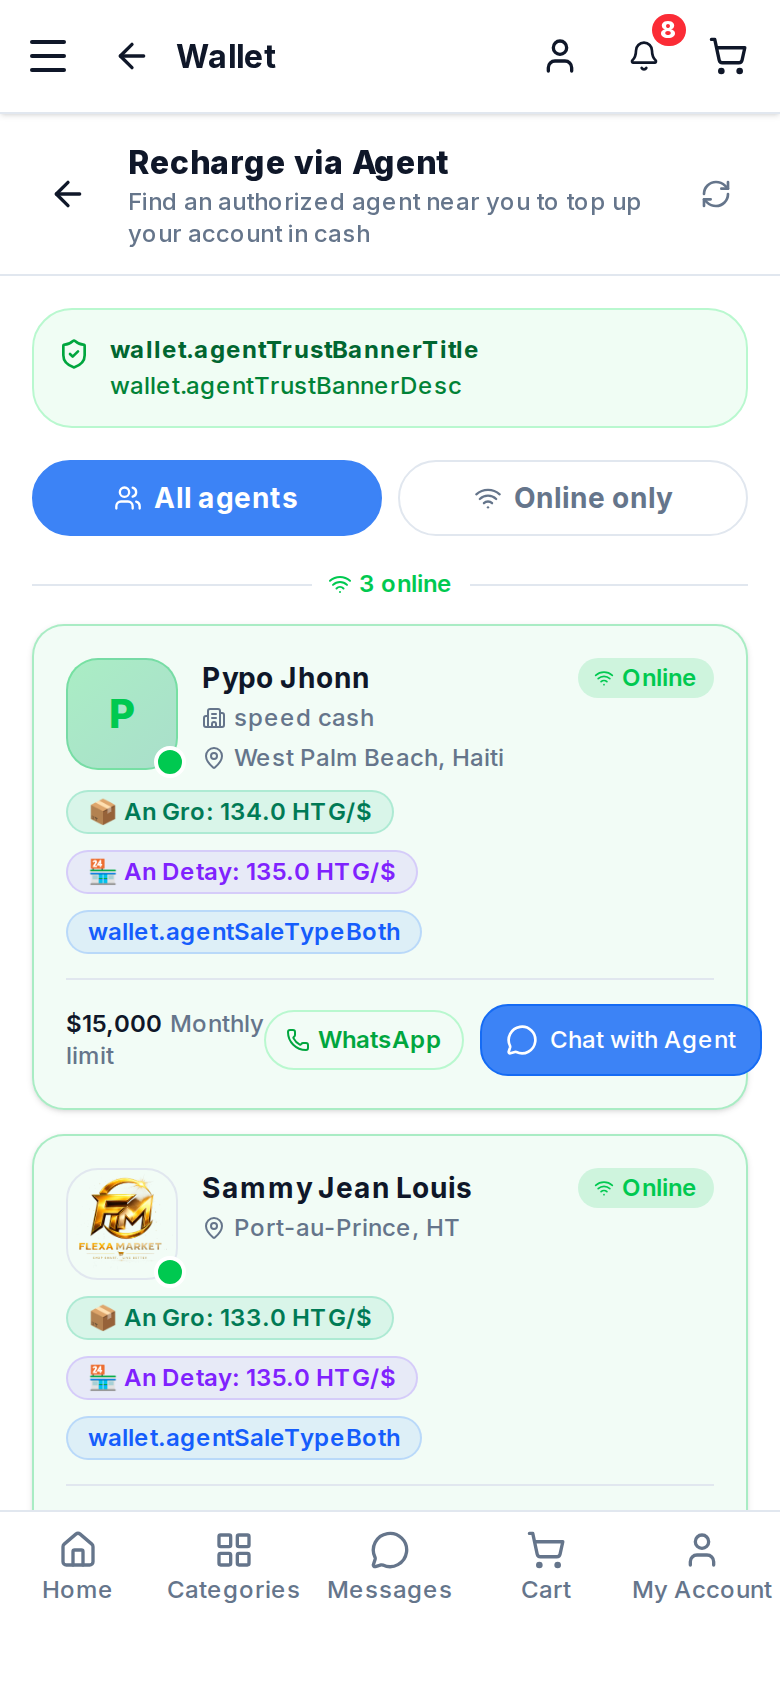 Wallet
8
Recharge via Agent
Find an authorized agent near you to top up
your account in cash
wallet.agentTrustBannerTitle
wallet.agentTrustBannerDesc
All agents
Online only
3 online
P
Pypo Jhonn
Online
speed cash
West Palm Beach, Haiti
An Gro: 134.0 HTG/$
24
An Detay: 135.0 HTG/$
wallet.agentSaleTypeBoth
$15,000 Monthly
limit
WhatsApp
Chat with Agent
FM
FLEXA MARKET
Sammy Jean Louis
Online
Port-au-Prince, HT
An Gro: 133.0 HTG/$
24
An Detay: 135.0 HTG/$
wallet.agentSaleTypeBoth
Home
Categories
Messages
Cart
My Account